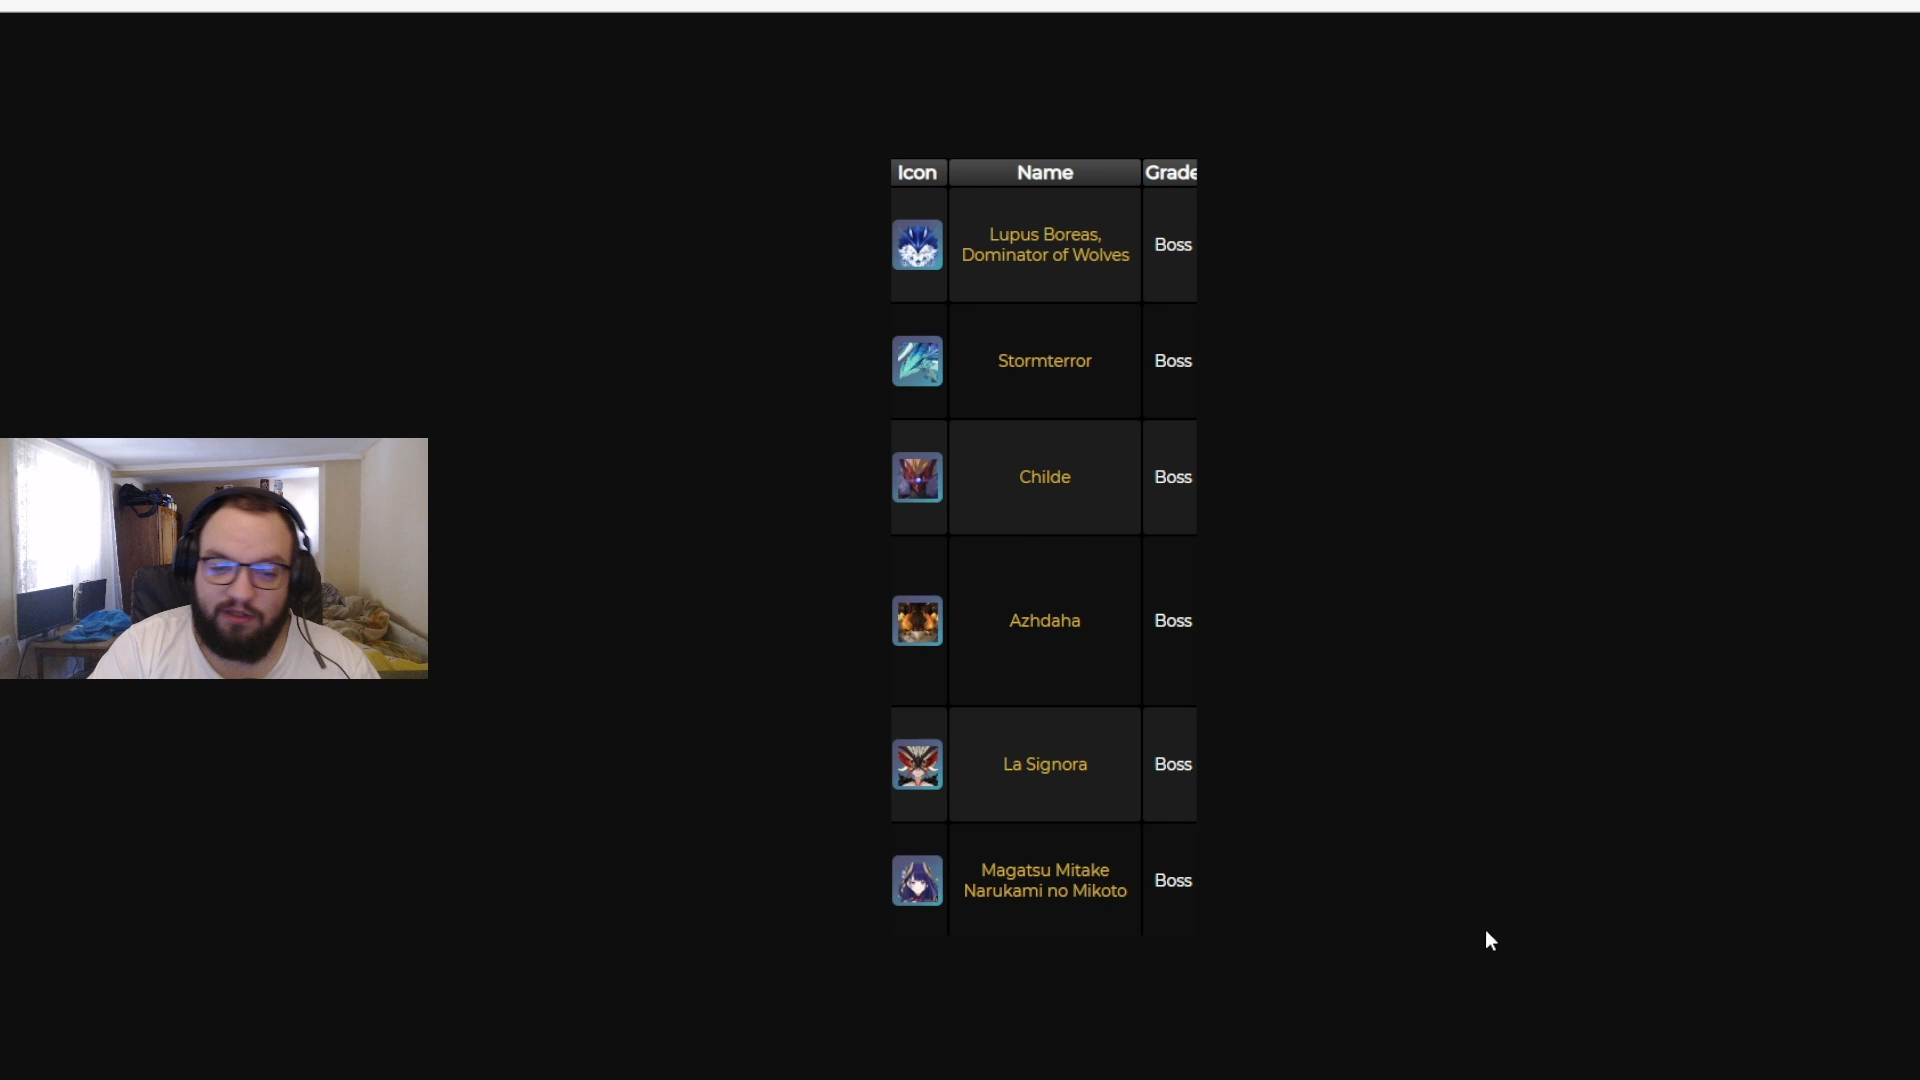 Icon Name Grade
Lupus Boreas,
Dominator of Wolves
Boss
Stormterror Boss
Childe Boss
Azhdaha Boss
La Signora Boss
Magatsu Mitake
Narukami no Mikoto
Boss